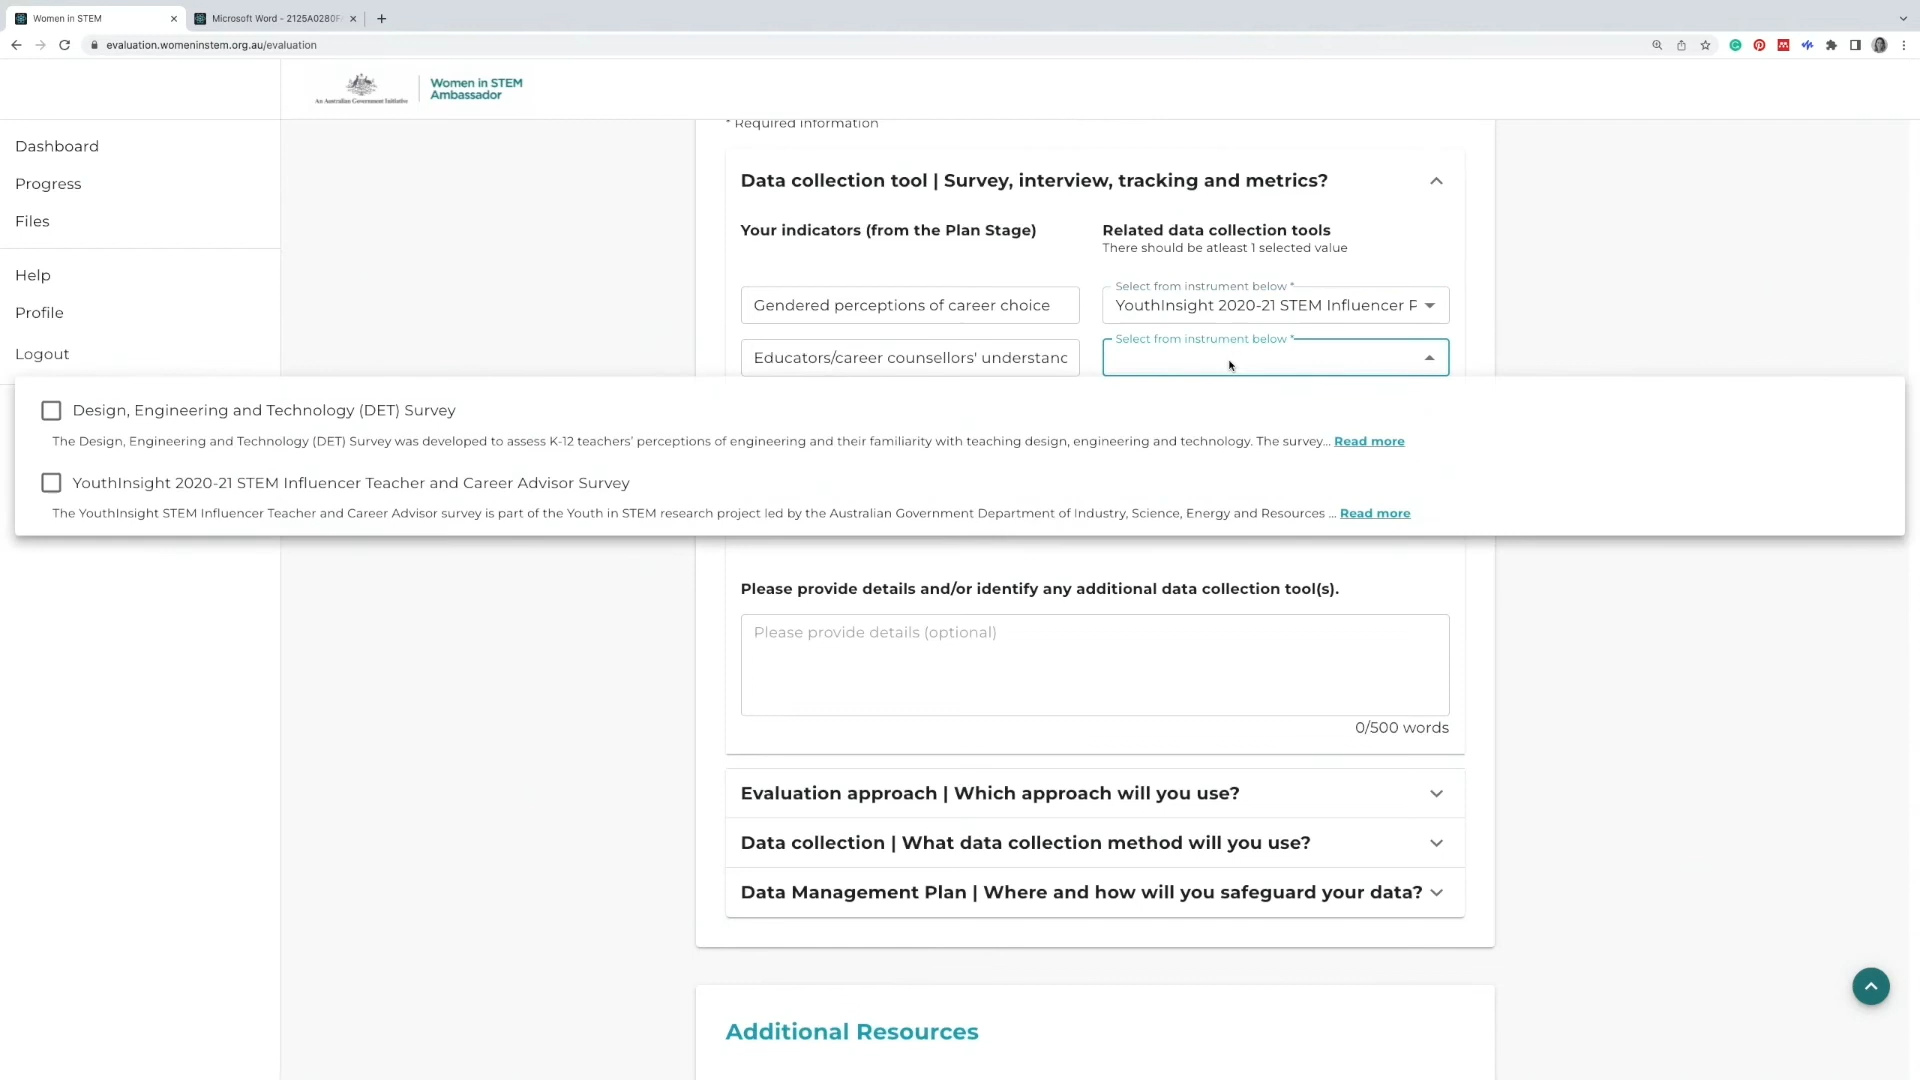 Women in STEM
Microsoft Word - 2125A0280F
evaluation.womeninstem.org.au/evaluation
An Australian Government Initiative
Women in STEM
Ambassador
Dashboard
Progress
Files
Help
Profile
Logout
* Required information
Data collection tool | Survey, interview, tracking and metrics?
Your indicators (from the Plan Stage)
Related data collection tools
There should be atleast 1 selected value
Select from instrument below *
Gendered perceptions of career choice
YouthInsight 2020-21 STEM Influencer P
Select from instrument below *
Educators/career counsellors' understanc
Design, Engineering and Technology (DET) Survey
The Design, Engineering and Technology (DET) Survey was developed to assess K-12 teachers' perceptions of engineering and their familiarity with teaching design, engineering and technology. The survey... Read more
YouthInsight 2020-21 STEM Influencer Teacher and Career Advisor Survey
The YouthInsight STEM Influencer Teacher and Career Advisor survey is part of the Youth in STEM research project led by the Australian Government Department of Industry, Science, Energy and Resources ... Read more
Please provide details and/or identify any additional data collection tool(s).
Please provide details (optional)
0/500 words
Evaluation approach | Which approach will you use?
Data collection | What data collection method will you use?
Data Management Plan | Where and how will you safeguard your data?
Additional Resources